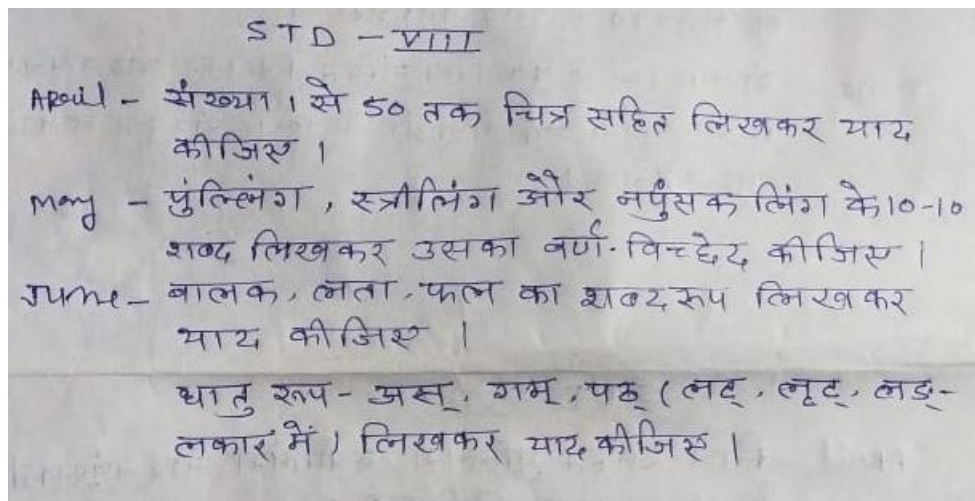 STD - VIII
April - संख्या 1 से 50 तक चित्र सहित लिखकर याद
कीजिए ।
may - पुंल्लिंग , स्त्रीलिंग और नपुंसक लिंग के 10-10
शब्द लिखकर उसका वर्ण-विच्छेद कीजिए ।
June - बालक, लता, फल का शब्द रूप लिखकर
याद कीजिए ।
धातु रूप - अस्, गम्, पठ् ( लट्, लृट्, लङ्-
लकार में ) लिखकर याद कीजिए ।